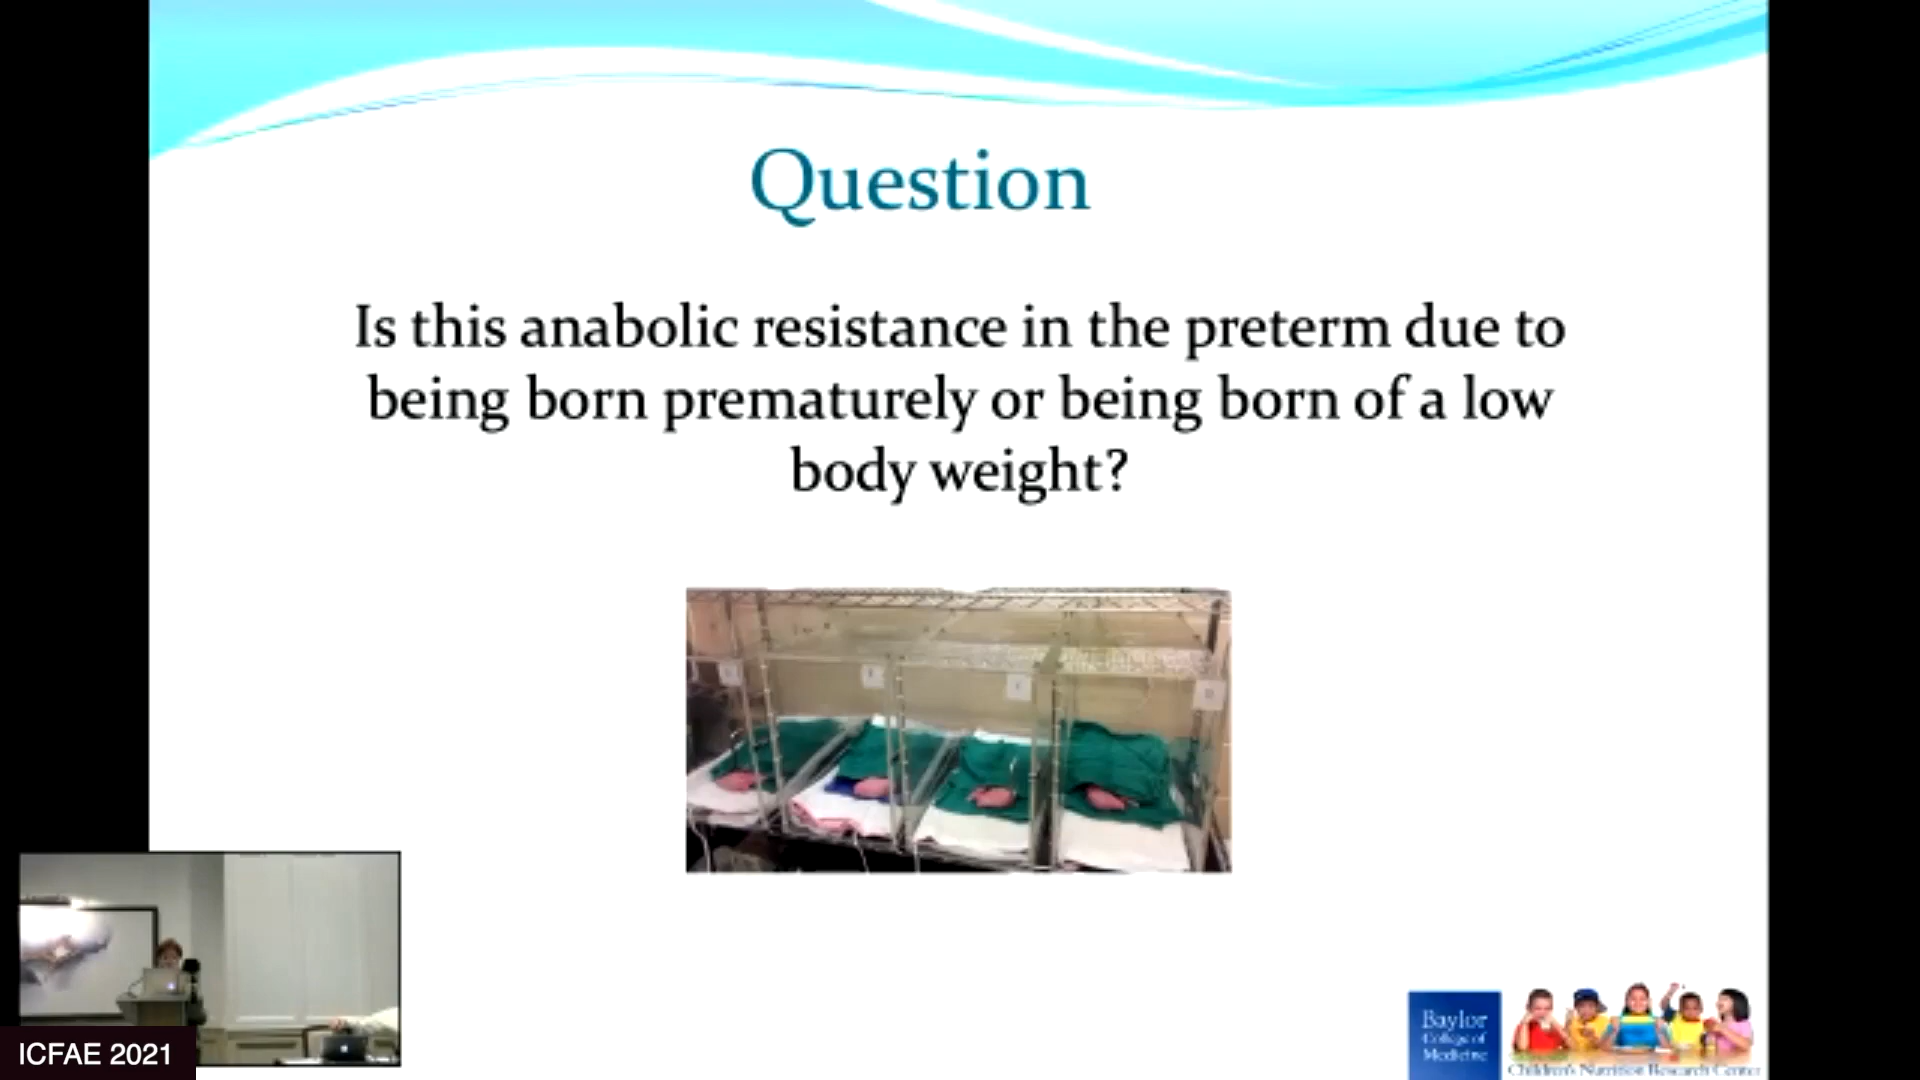 Question
Is this anabolic resistance in the preterm due to
being born prematurely or being born of a low
body weight?
ICFAE 2021
Baylor
College of
Medicine
Children's Nutrition Research Center